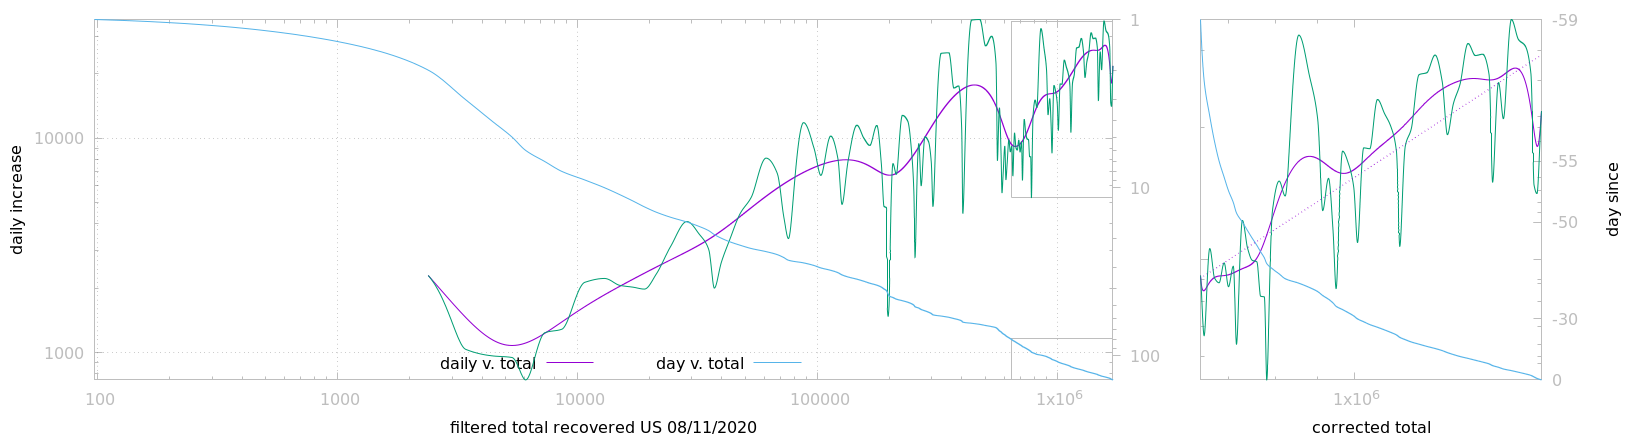 daily increase
10000
1000
100
1000
10000
100000
1x10^6
1
10
100
daily v. total
day v. total
filtered total recovered US 08/11/2020
-59
-55
-50
-30
0
day since
1x10^6
corrected total